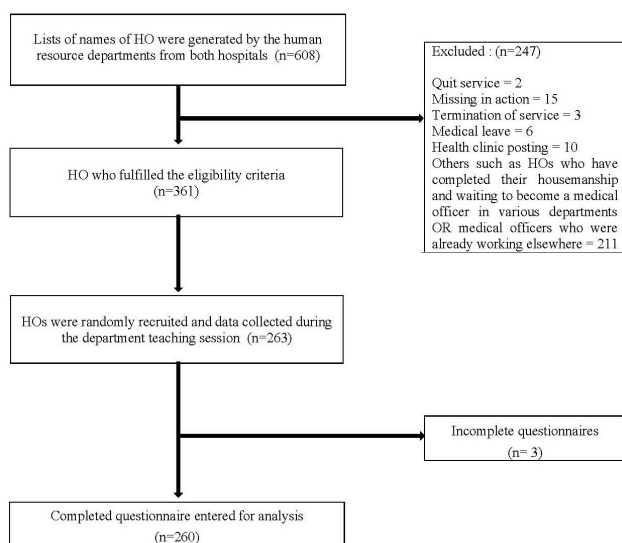 Lists of names of HO were generated by the human
resource departments from both hospitals (n=608)
Excluded : (n=247)
Quit service = 2
Missing in action = 15
Termination of service = 3
Medical leave = 6
Health clinic posting = 10
Others such as HOs who have
completed their housemanship
and waiting to become a medical
officer in various departments
OR medical officers who were
already working elsewhere = 211
HO who fulfilled the eligibility criteria
(n=361)
HOs were randomly recruited and data collected during
the department teaching session (n=263)
Incomplete questionnaires
(n= 3)
Completed questionnaire entered for analysis
(n=260)